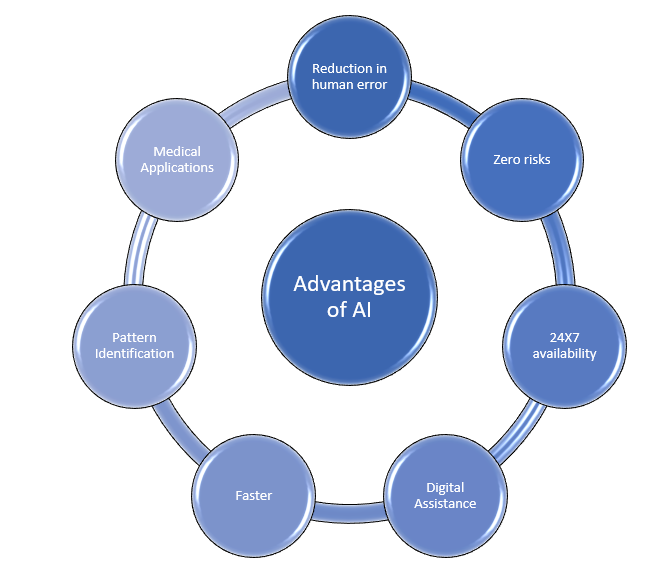 Reduction in
human error
Zero risks
24X7
availability
Digital
Assistance
Faster
Pattern
Identification
Medical
Applications
Advantages
of AI